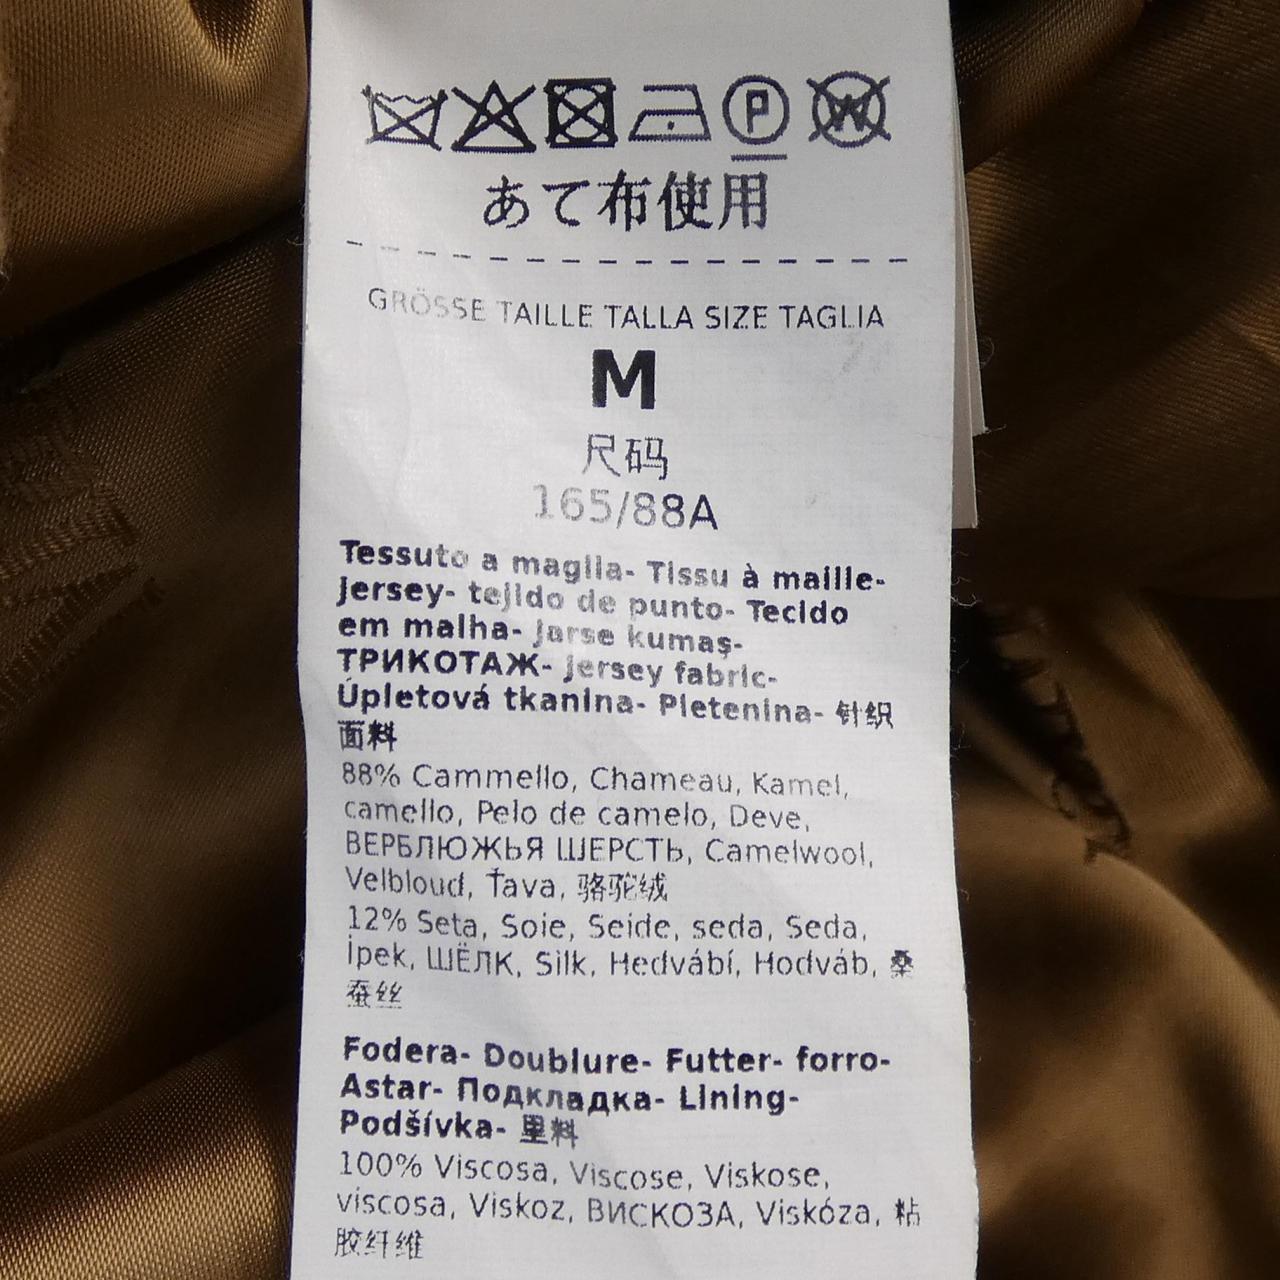 P W
あて布使用
GRÖSSE TAILLE TALLA SIZE TAGLIA
M
尺码
165/88A
Tessuto a maglia- Tissu à maille-
Jersey- tejido de punto- Tecido
em malha- Jarse kumaş-
ТРИКОТАЖ- Jersey fabric-
Úpletová tkanina- Pletenina- 针织
面料
88% Cammello, Chameau, Kamel,
camello, Pelo de camelo, Deve,
ВЕРБЛЮЖЬЯ ШЕРСТЬ, Camelwool,
Velbloud, Ťava, 骆驼绒
12% Seta, Soie, Seide, seda, Seda,
İpek, ШЁЛК, Silk, Hedvábí, Hodváb, 桑
蚕丝
Fodera- Doublure- Futter- forro-
Astar- Подкладка- Lining-
Podšívka- 里料
100% Viscosa, Viscose, Viskose,
viscosa, Viskoz, ВИСКОЗА, Viskóza, 粘
胶纤维